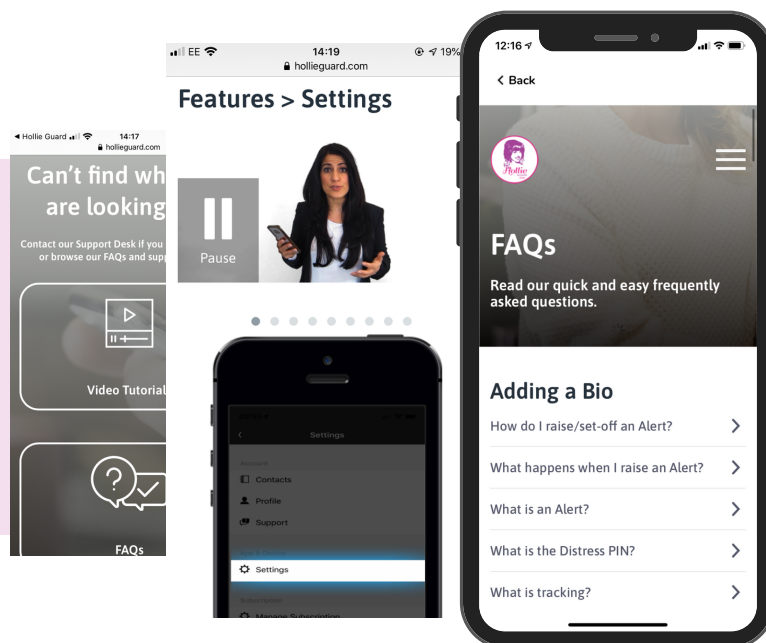 Hollie Guard
14:17
hollieguard.com
Can't find wh
are looking
Contact our Support Desk if you
or browse our FAQs and supp
Video Tutorial
FAQs
EE
14:19
19%
hollieguard.com
Features > Settings
Pause
Settings
Account
Contacts
Profile
Support
Settings
Subscription
Manage Subscription
12:16
Back
Hollie
FAQs
Read our quick and easy frequently
asked questions.
Adding a Bio
How do I raise/set-off an Alert?
What happens when I raise an Alert?
What is an Alert?
What is the Distress PIN?
What is tracking?